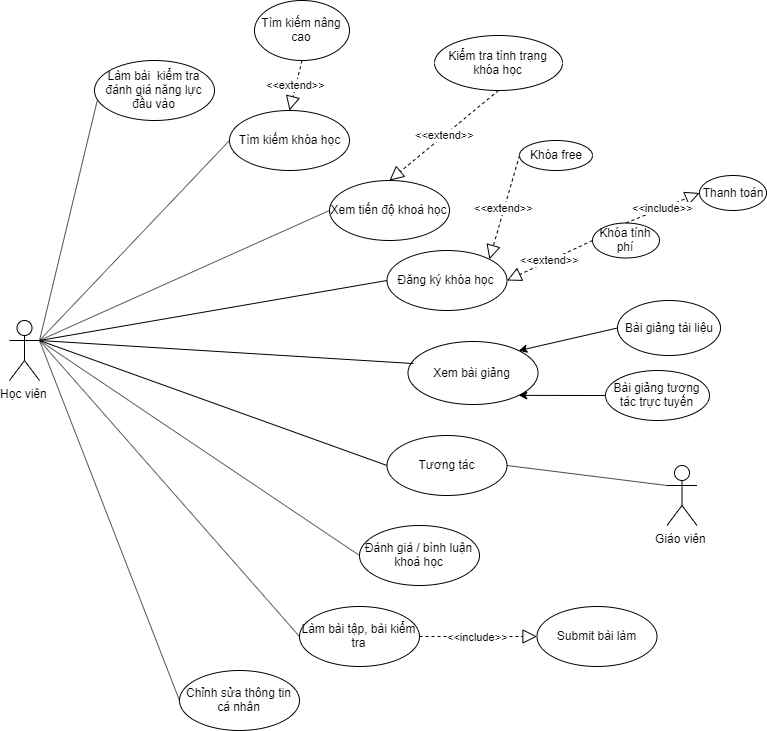 Tìm kiếm nâng
cao
<<extend>>
Kiểm tra tình trạng
khóa học
Làm bài  kiểm tra
đánh giá năng lực
đầu vào
Tìm kiếm khóa học
<<extend>>
Khóa free
Xem tiến độ khoá học
<<extend>>
Thanh toán
<<include>>
Khóa tính
phí
<<extend>>
Đăng ký khóa học
Bài giảng tài liệu
Xem bài giảng
Bài giảng tương
tác trực tuyến
Học viên
Tương tác
Giáo viên
Đánh giá / bình luận
khoá học
Làm bài tập, bài kiểm
tra
<<include>>
Submit bài làm
Chỉnh sửa thông tin
cá nhân